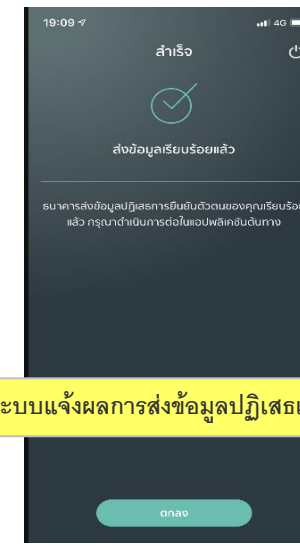 19:09
4G
สำเร็จ
ส่งข้อมูลเรียบร้อยแล้ว
ธนาคารส่งข้อมูลปฏิเสธการยืนยันตัวตนของคุณเรียบร้อย
แล้ว กรุณาดำเนินการต่อในแอปพลิเคชันต้นทาง
ระบบแจ้งผลการส่งข้อมูลปฏิเสธ
ตกลง